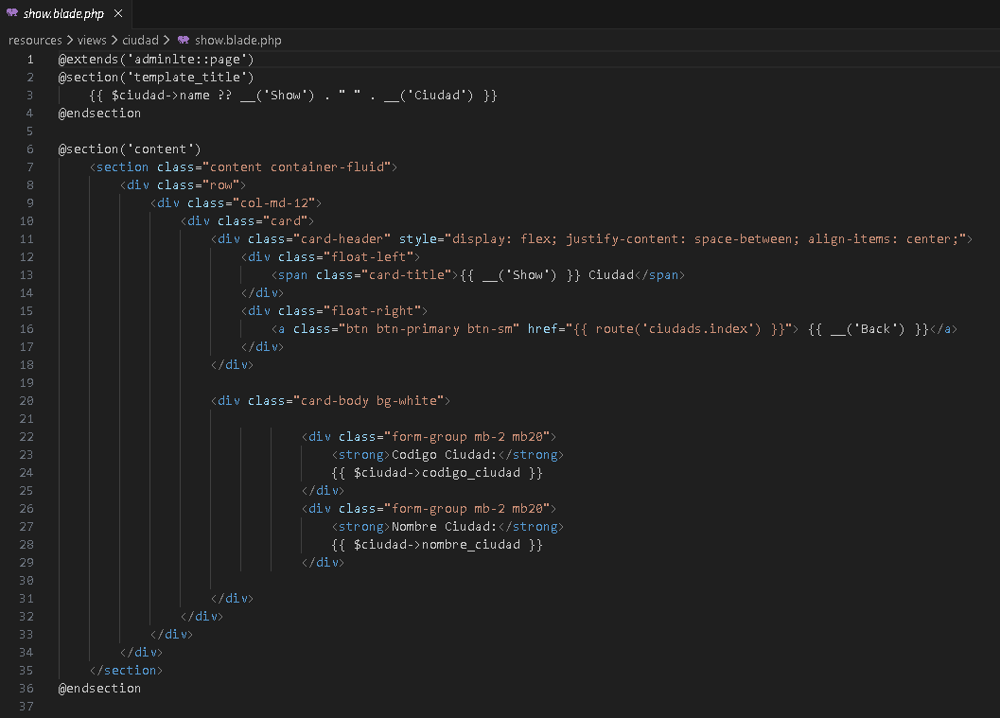 show.blade.php
resources > views > ciudad > show.blade.php
1 @extends('adminlte::page')
2 @section('template_title')
3     {{ $ciudad->name ?? __('Show') . " " . __('Ciudad') }}
4 @endsection
5
6 @section('content')
7     <section class="content container-fluid">
8         <div class="row">
9             <div class="col-md-12">
10                 <div class="card">
11                     <div class="card-header" style="display: flex; justify-content: space-between; align-items: center;">
12                         <div class="float-left">
13                             <span class="card-title">{{ __('Show') }} Ciudad</span>
14                         </div>
15                         <div class="float-right">
16                             <a class="btn btn-primary btn-sm" href="{{ route('ciudads.index') }}"> {{ __('Back') }}</a>
17                         </div>
18                     </div>
19
20                     <div class="card-body bg-white">
21
22                                 <div class="form-group mb-2 mb20">
23                                     <strong>Codigo Ciudad:</strong>
24                                     {{ $ciudad->codigo_ciudad }}
25                                 </div>
26                                 <div class="form-group mb-2 mb20">
27                                     <strong>Nombre Ciudad:</strong>
28                                     {{ $ciudad->nombre_ciudad }}
29                                 </div>
30
31                     </div>
32                 </div>
33             </div>
34         </div>
35     </section>
36 @endsection
37